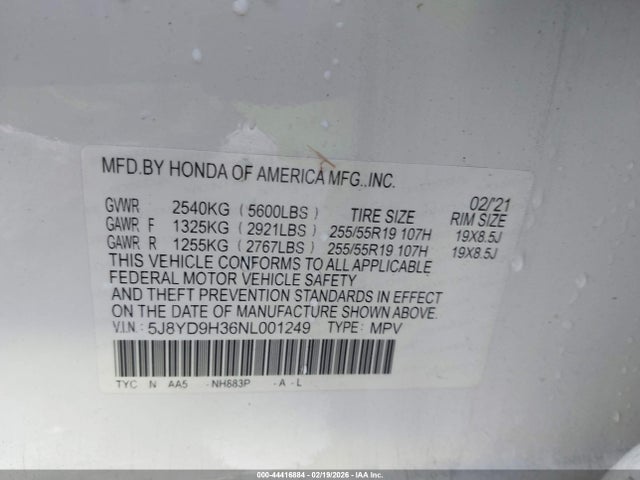 MFD.BY HONDA OF AMERICA MFG.,INC.
02/'21
GVWR 2540KG (5600LBS) TIRE SIZE RIM SIZE
GAWR F 1325KG (2921LBS) 255/55R19 107H 19X8.5J
GAWR R 1255KG (2767LBS) 255/55R19 107H 19X8.5J
THIS VEHICLE CONFORMS TO ALL APPLICABLE
FEDERAL MOTOR VEHICLE SAFETY
AND THEFT PREVENTION STANDARDS IN EFFECT
ON THE DATE OF MANUFACTURE SHOWN ABOVE.
V.I.N: 5J8YD9H36NL001249 TYPE: MPV
TYC N AA5 -NH883P -A-L
000-44416884 - 02/19/2026 - IAA Inc.